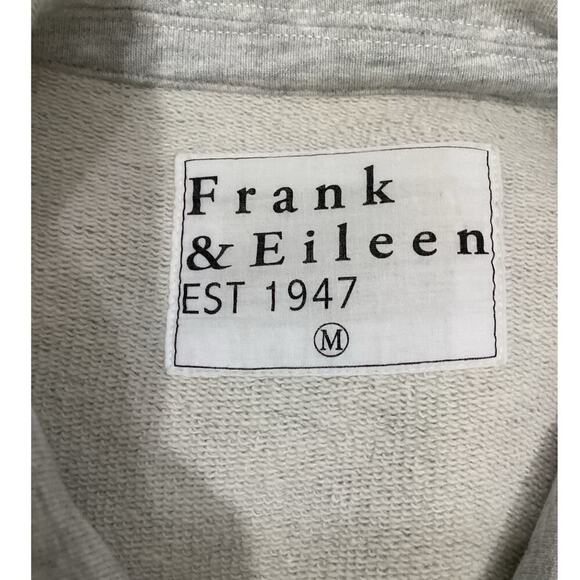 Frank
& Eileen
EST 1947
M